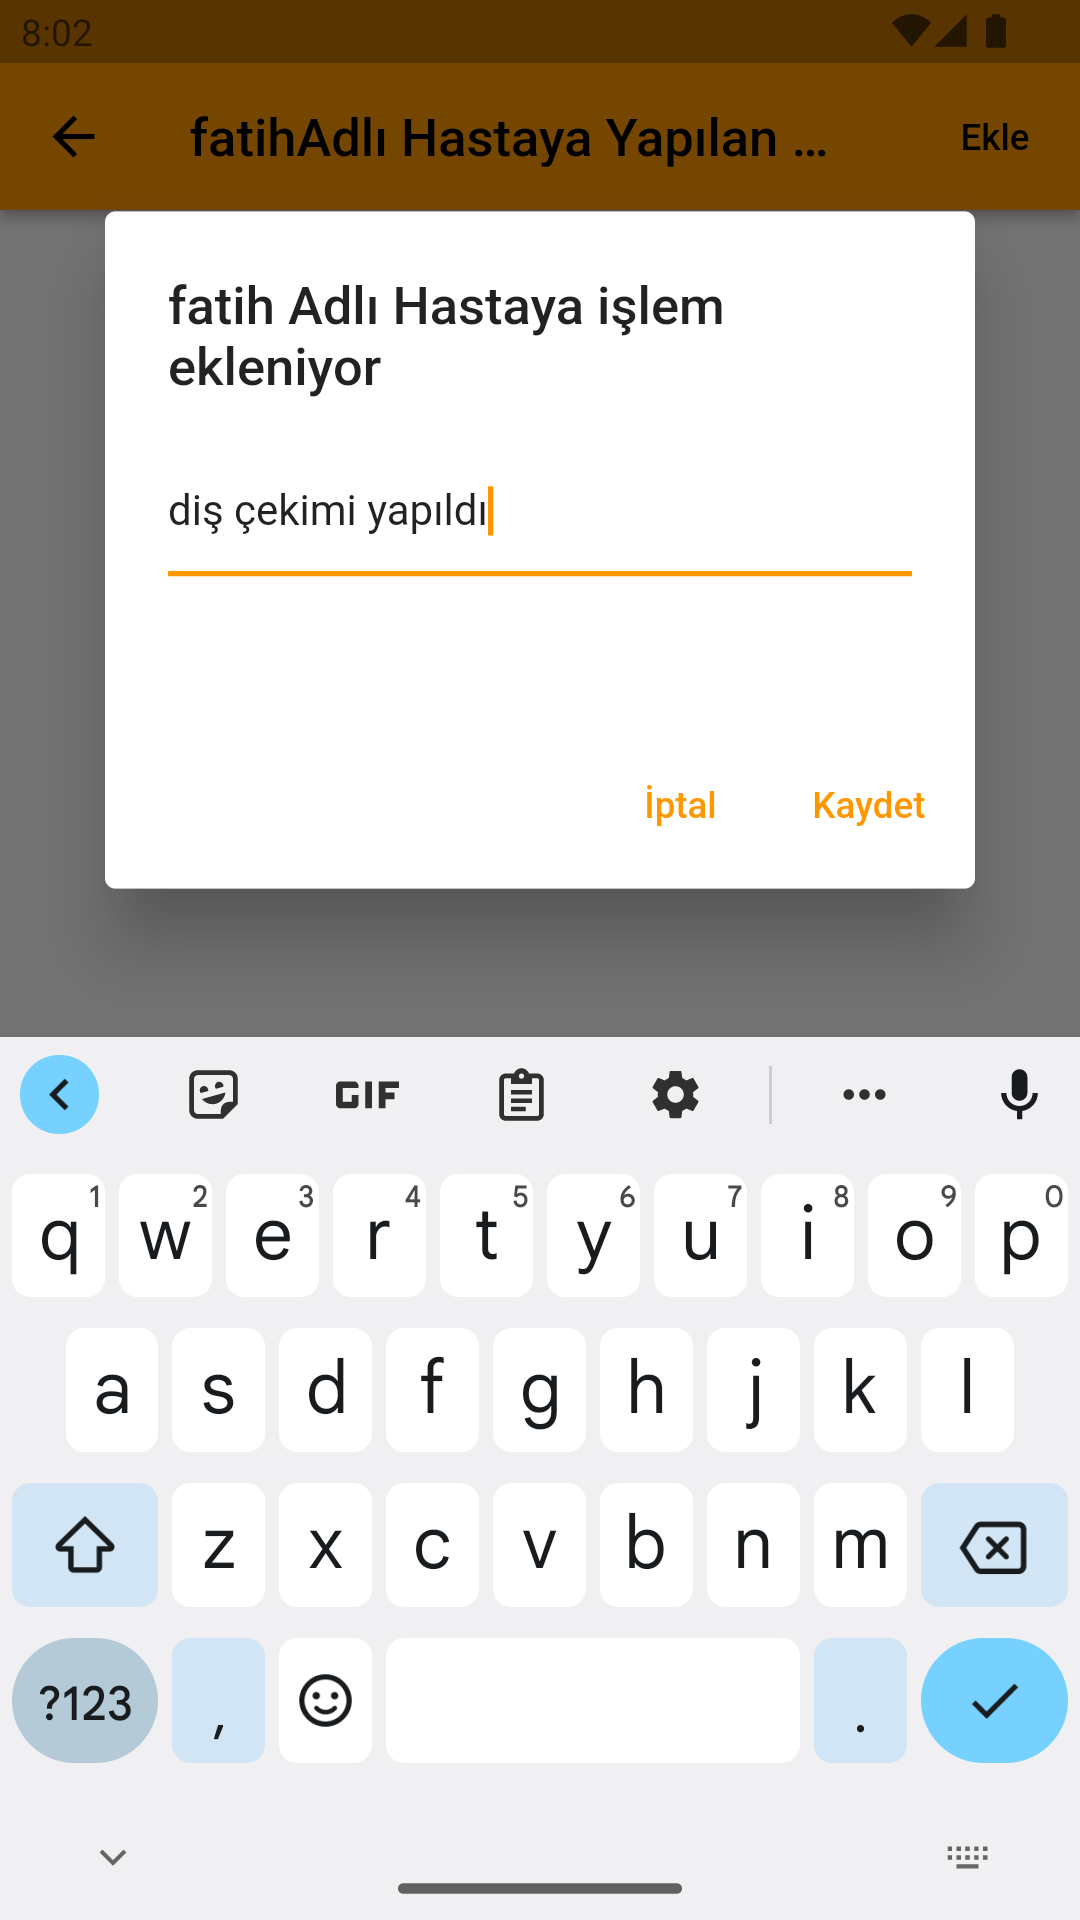 8:02
fatihAdlı Hastaya Yapılan ... Ekle
fatih Adlı Hastaya işlem
ekleniyor
diş çekimi yapıldı
İptal Kaydet
GIF
1 2 3 4 5 6 7 8 9 0
q w e r t y u i o p
a s d f g h j k l
z x c v b n m
?123 , .